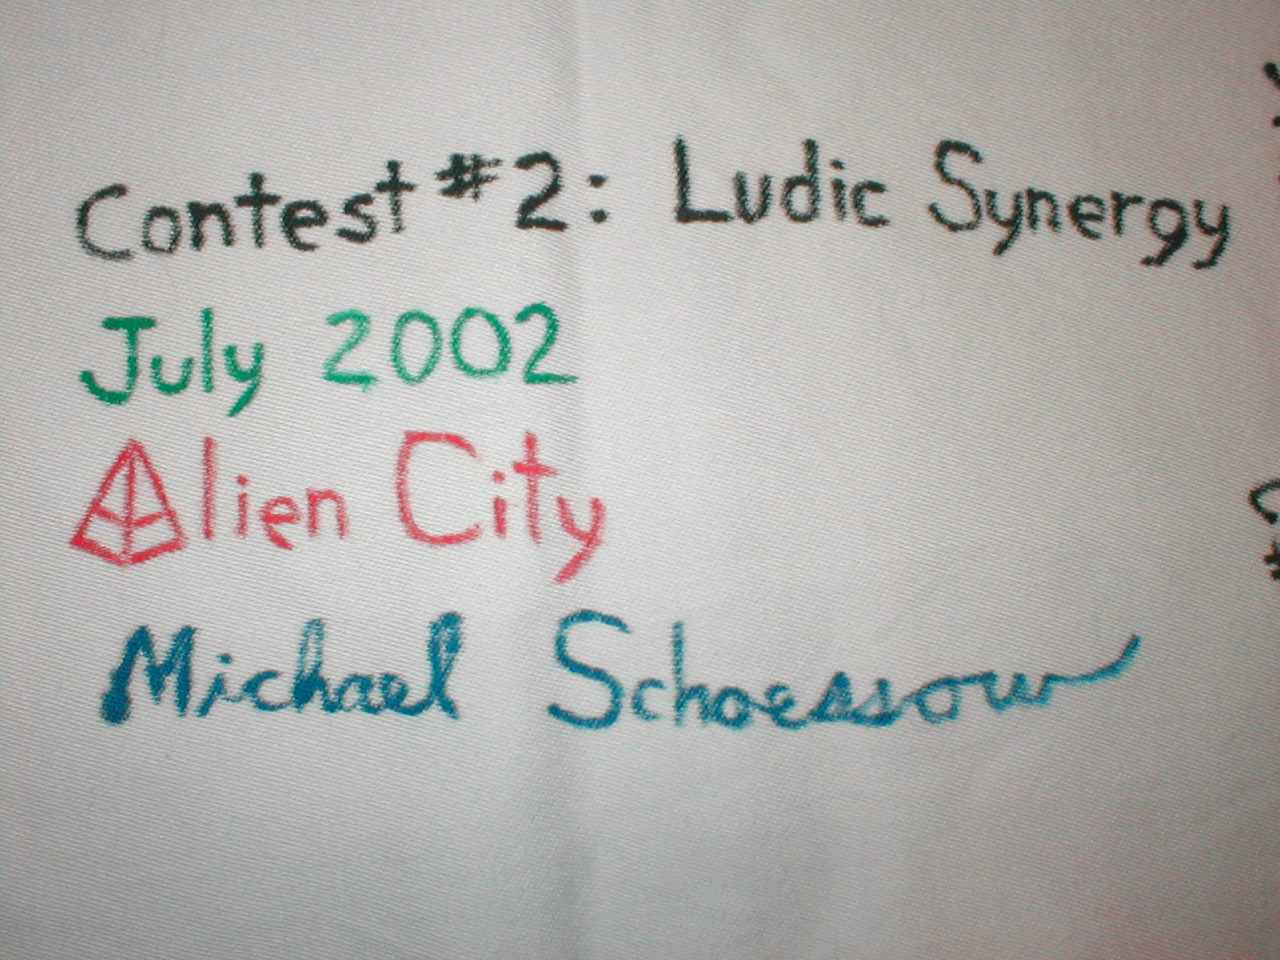 Contest #2: Ludic Synergy
July 2002
Alien City
Michael Schoessow